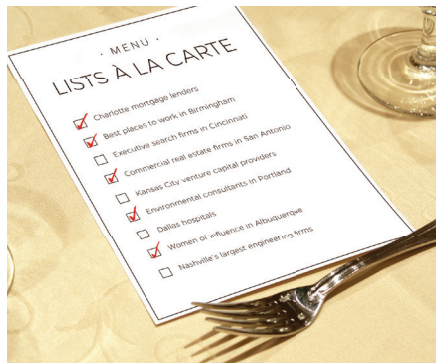 · MENU ·
LISTS À LA CARTE
Charlotte mortgage lenders
Best places to work in Birmingham
Executive search firms in Cincinnati
Commercial real estate firms in San Antonio
Kansas City venture capital providers
Environmental consultants in Portland
Dallas hospitals
Women of influence in Albuquerque
Nashville's largest engineering firms